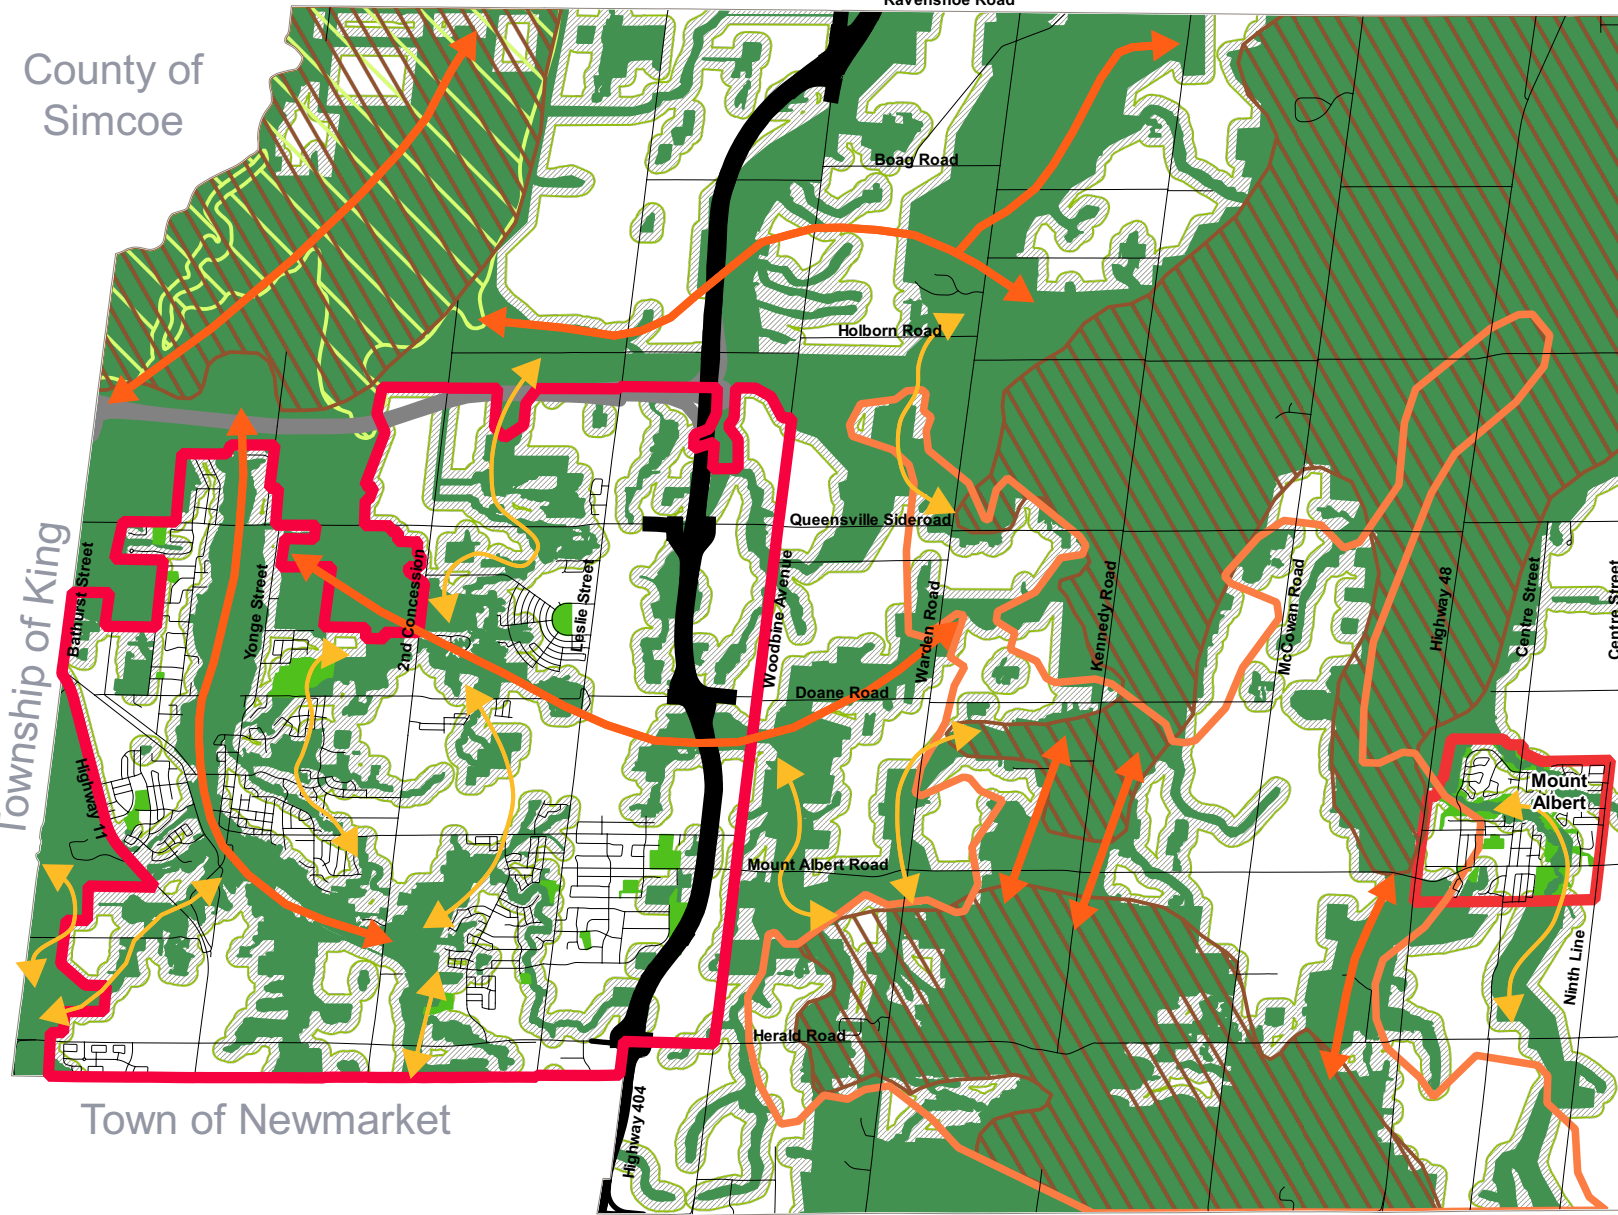 Ravenshoe Road
County of
Simcoe
Boag Road
Holborn Road
Queensville Sideroad
Township of King
Bathurst Street
Yonge Street
2nd Concession
Leslie Street
Woodbine Avenue
Warden Road
Kennedy Road
McCowan Road
Highway 48
Centre Street
Centre Street
Doane Road
Highway 11
Mount
Albert
Mount Albert Road
Ninth Line
Herald Road
Town of Newmarket
Highway 404